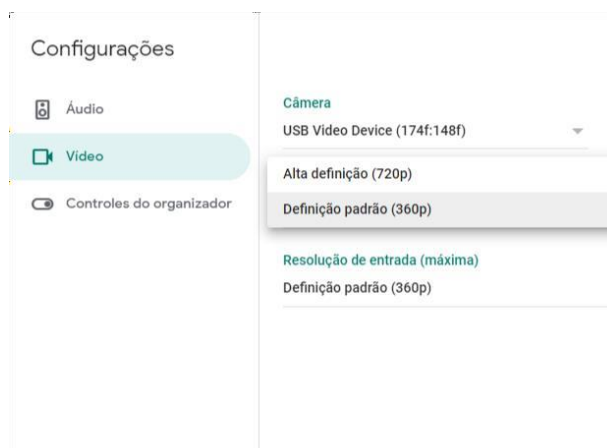 Configurações
Áudio
Vídeo
Controles do organizador
Câmera
USB Video Device (174f:148f)
Alta definição (720p)
Definição padrão (360p)
Resolução de entrada (máxima)
Definição padrão (360p)